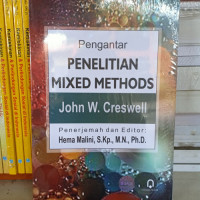 Pengantar
PENELITIAN
MIXED METHODS
John W. Creswell
Penerjemah dan Editor:
Hema Malini, S.Kp., M.N., Ph.D.